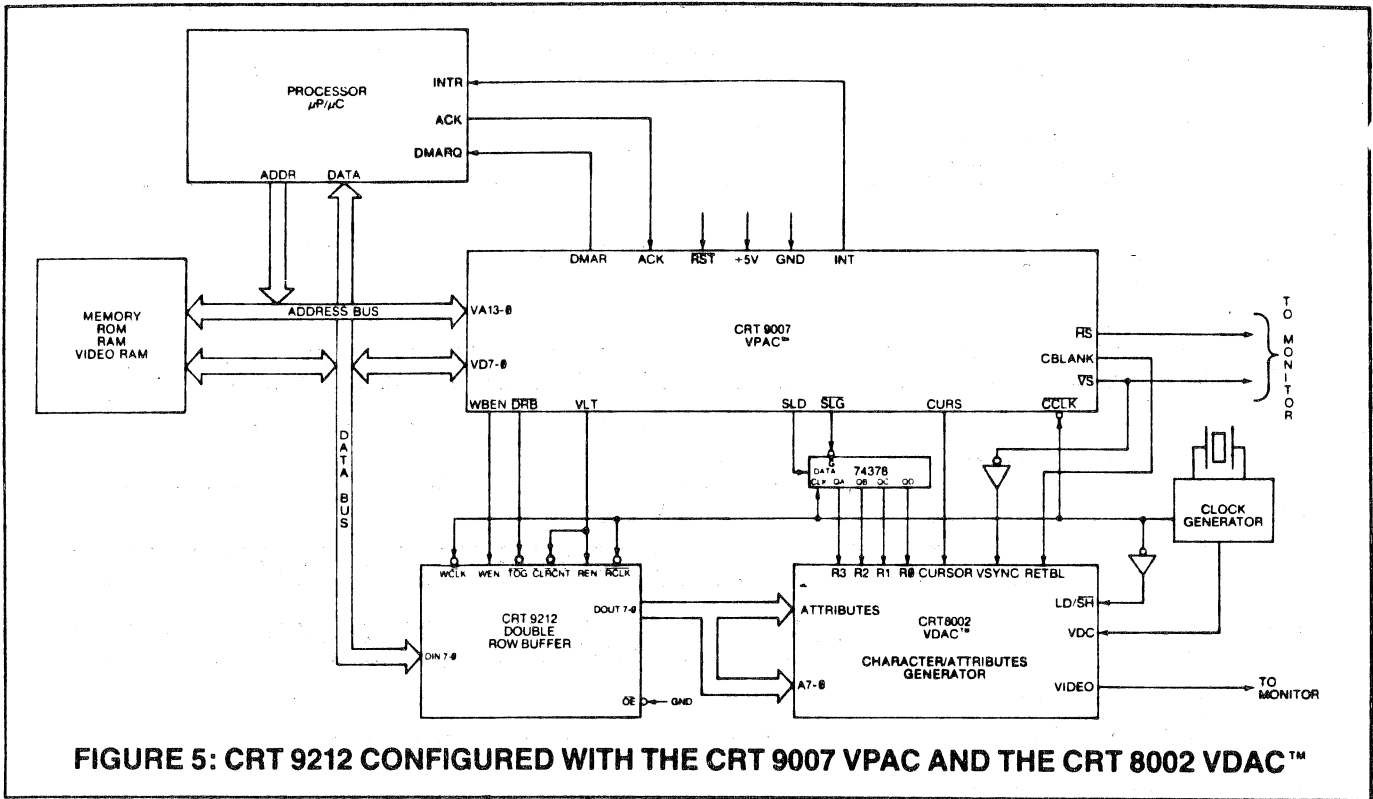 PROCESSOR
µP/µC
INTR
ACK
DMARQ
ADDR DATA
MEMORY
ROM
RAM
VIDEO RAM
ADDRESS BUS
DATA BUS
DMAR ACK RST +5V GND INT
VA13-0
VD7-0
CRT 9007
VPAC™
HS
CBLANK
VS
WBEN DRB VLT SLD SLG CURS CCLK
TO MONITOR
DATA
G
74378
CLK QA QB QC QD
CLOCK
GENERATOR
WCLK WEN TOG CLRCNT REN RCLK
DOUT 7-0
CRT 9212
DOUBLE
ROW BUFFER
DIN 7-0
OE
GND
R3 R2 R1 R0 CURSOR VSYNC RETBL
ATTRIBUTES
LD/SH
CRT8002
VDAC™
VDC
CHARACTER/ATTRIBUTES
GENERATOR
A7-0
VIDEO
TO
MONITOR
FIGURE 5: CRT 9212 CONFIGURED WITH THE CRT 9007 VPAC AND THE CRT 8002 VDAC™